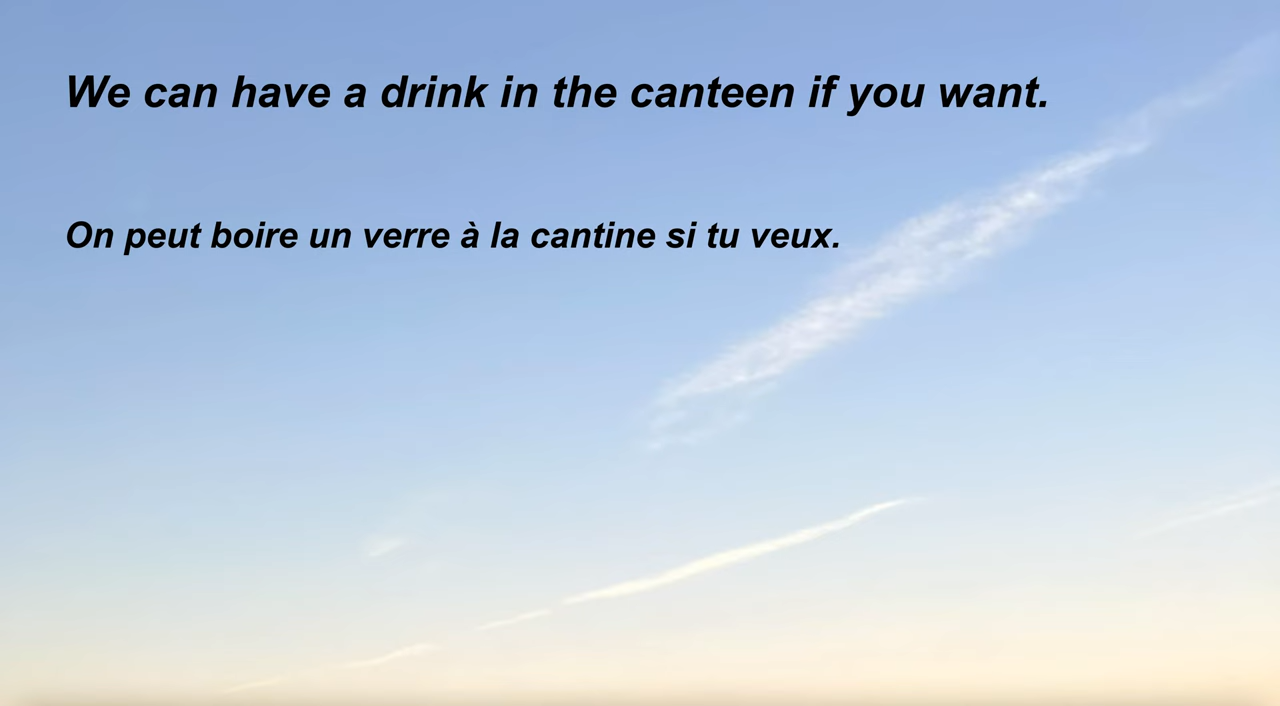 We can have a drink in the canteen if you want.
On peut boire un verre à la cantine si tu veux.